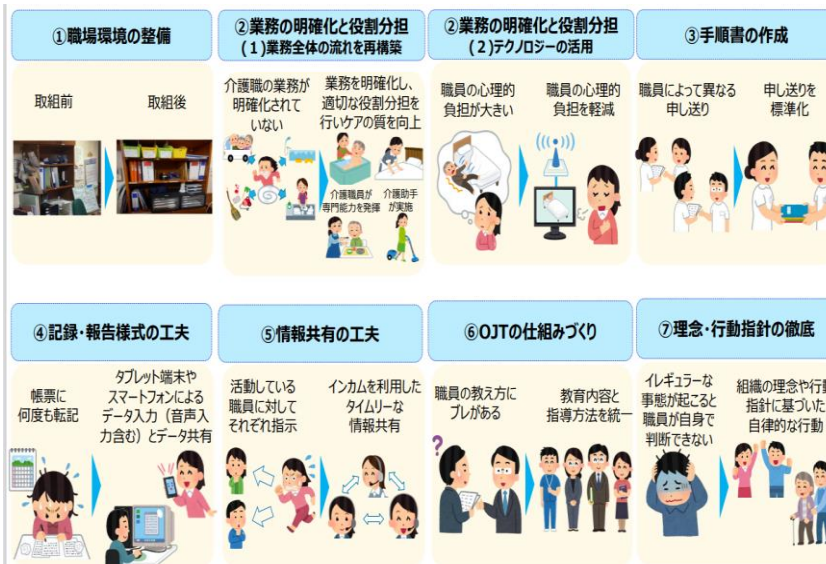 ①職場環境の整備
取組前
取組後
②業務の明確化と役割分担
(1)業務全体の流れを再構築
介護職の業務が
明確化されて
いない
業務を明確化し、
適切な役割分担を
行いケアの質を向上
介護職員が
専門能力を発揮
介護助手
が実施
②業務の明確化と役割分担
(2)テクノロジーの活用
職員の心理的
負担が大きい
職員の心理的
負担を軽減
③手順書の作成
職員によって異なる
申し送り
申し送りを
標準化
④記録・報告様式の工夫
帳票に
何度も転記
タブレット端末や
スマートフォンによる
データ入力（音声入
力含む）とデータ共有
⑤情報共有の工夫
活動している
職員に対して
それぞれ指示
インカムを利用した
タイムリーな
情報共有
⑥OJTの仕組みづくり
職員の教え方に
ブレがある
教育内容と
指導方法を統一
⑦理念・行動指針の徹底
イレギュラーな
事態が起こると
職員が自身で
判断できない
組織の理念や行動
指針に基づいた
自律的な行動